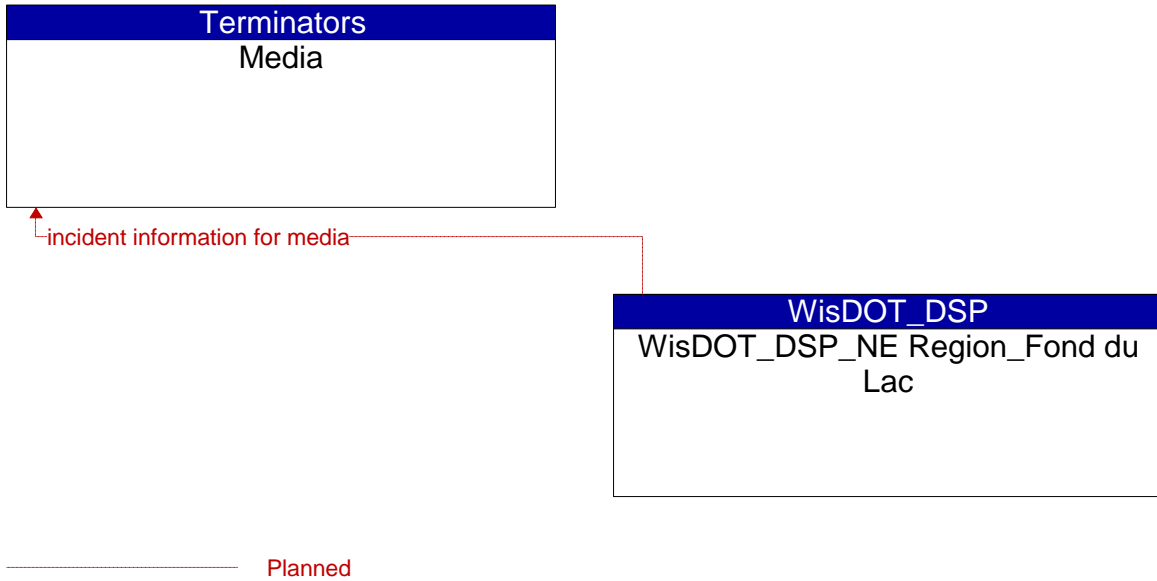 Terminators
Media
incident information for media
WisDOT_DSP
WisDOT_DSP_NE Region_Fond du
Lac
Planned